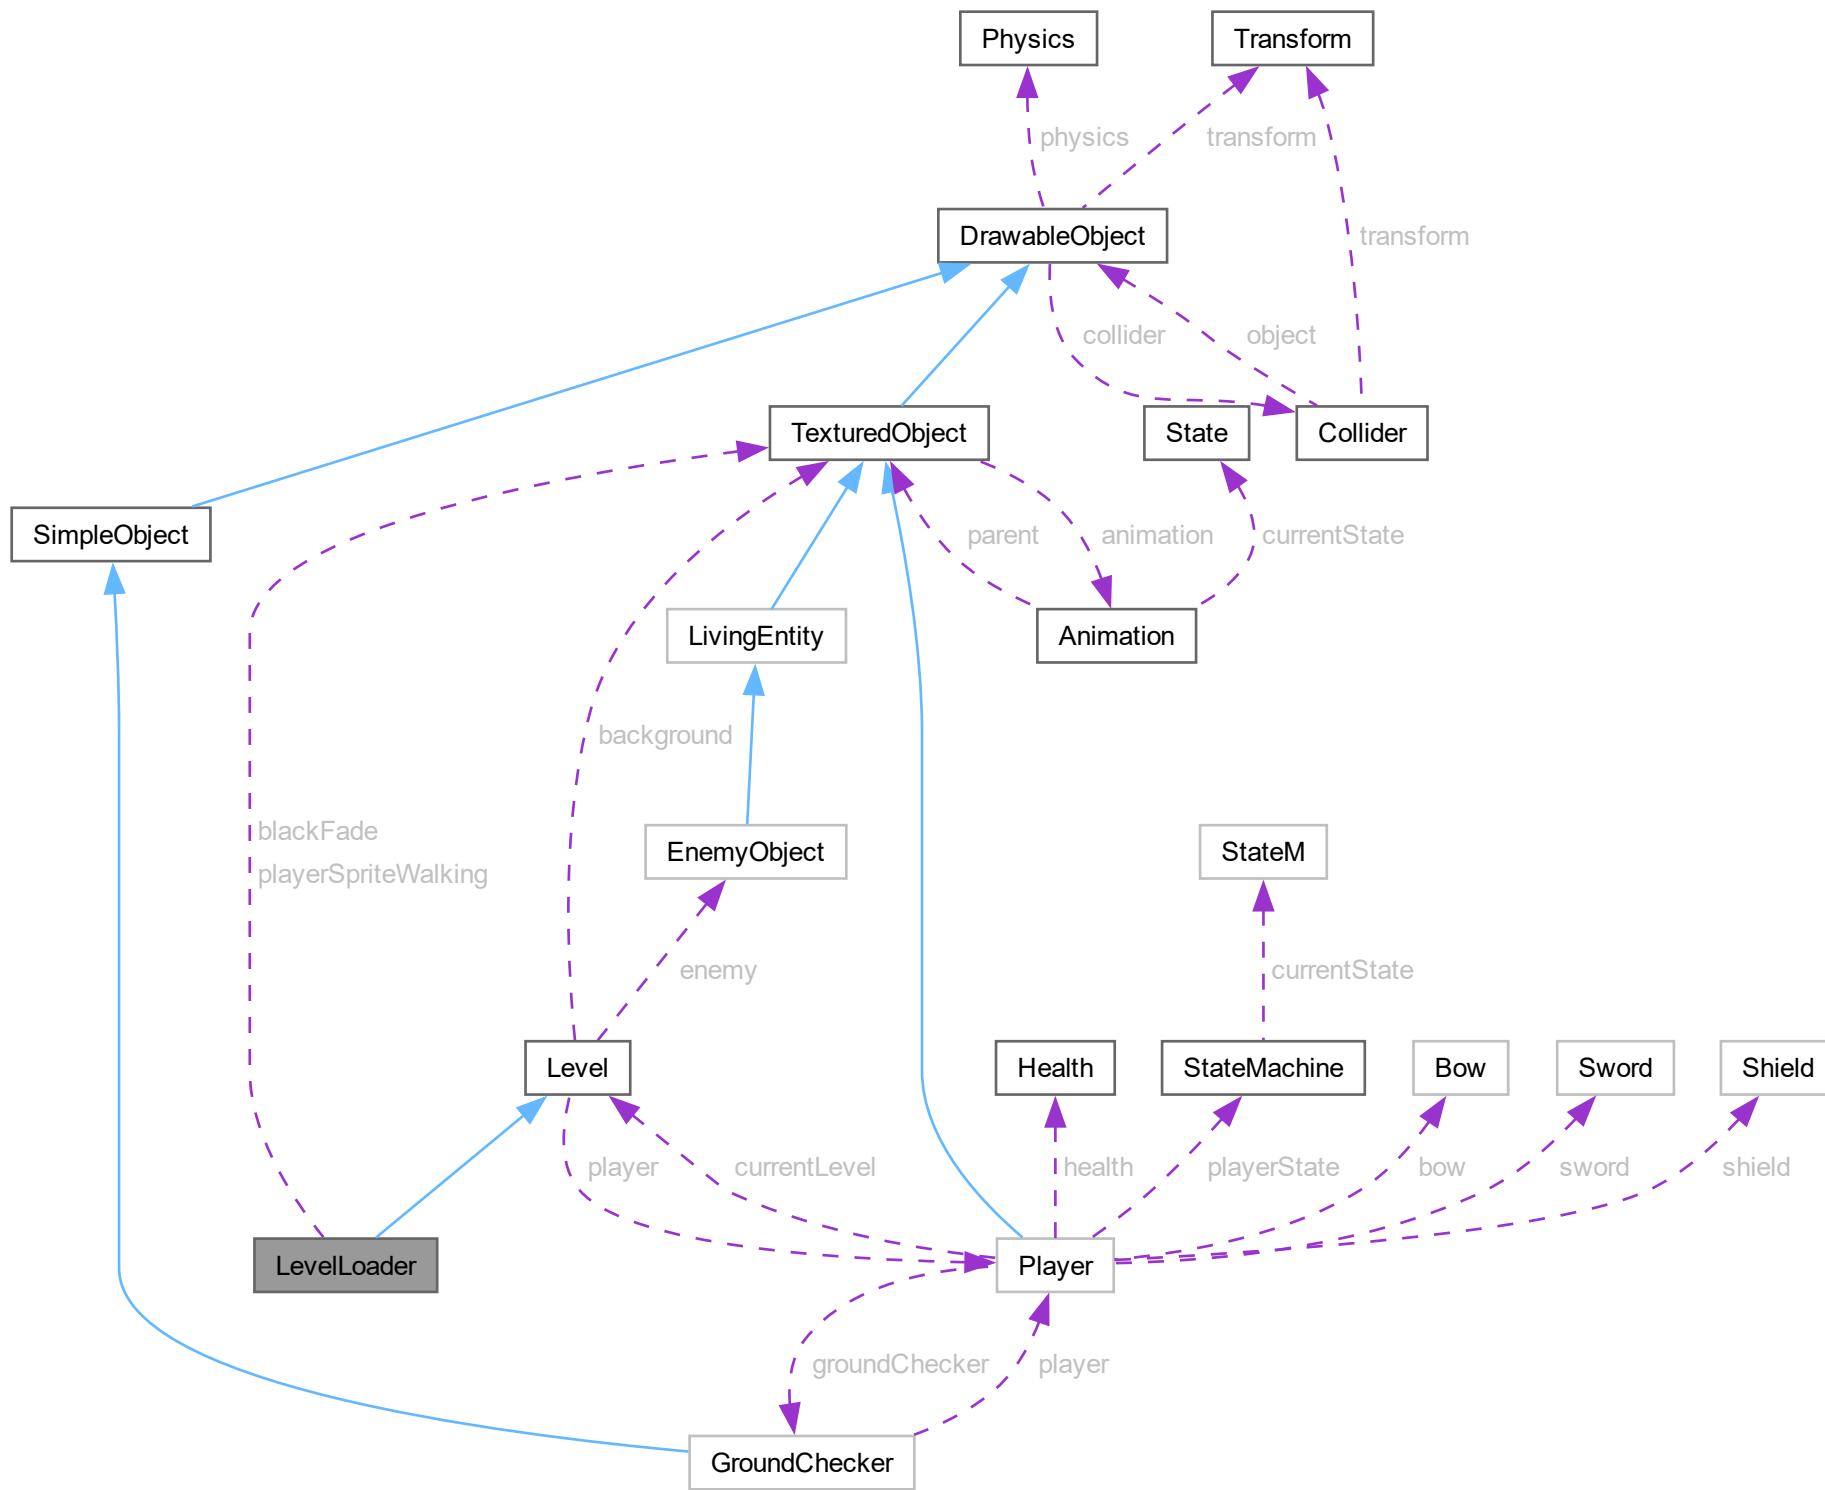 Physics
Transform
physics
transform
DrawableObject
transform
collider
object
TexturedObject
State
Collider
SimpleObject
parent
animation
currentState
LivingEntity
Animation
background
blackFade
playerSpriteWalking
EnemyObject
StateM
enemy
currentState
Level
Health
StateMachine
Bow
Sword
Shield
player
currentLevel
health
playerState
bow
sword
shield
LevelLoader
Player
groundChecker
player
GroundChecker